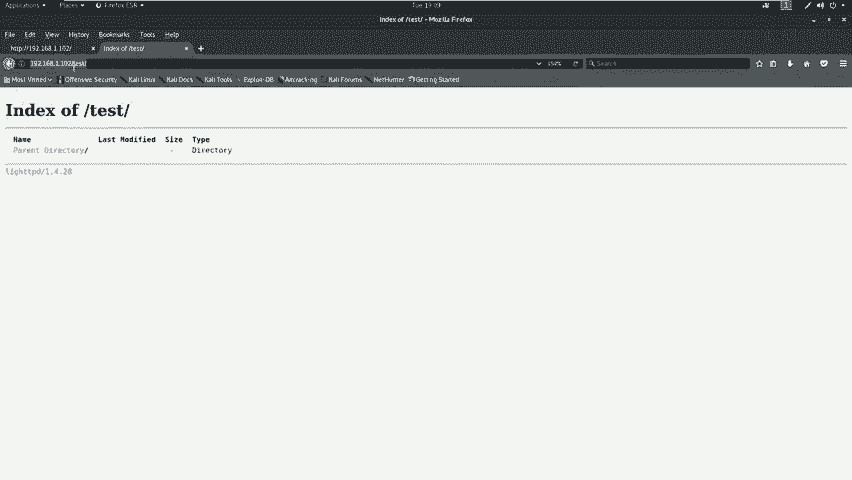 Applications Places Firefox ESR Tue 19:09 1
Index of /test/ - Mozilla Firefox
File Edit View History Bookmarks Tools Help
http://192.168.1.102/ × Index of /test/ × +
192.168.1.102/test/ Search
Most Visited Offensive Security Kali Linux Kali Docs Kali Tools Exploit-DB Aircrack-ng Kali Forums NetHunter Getting Started
Index of /test/
Name Last Modified Size Type
Parent Directory/ - Directory
lighttpd/1.4.28